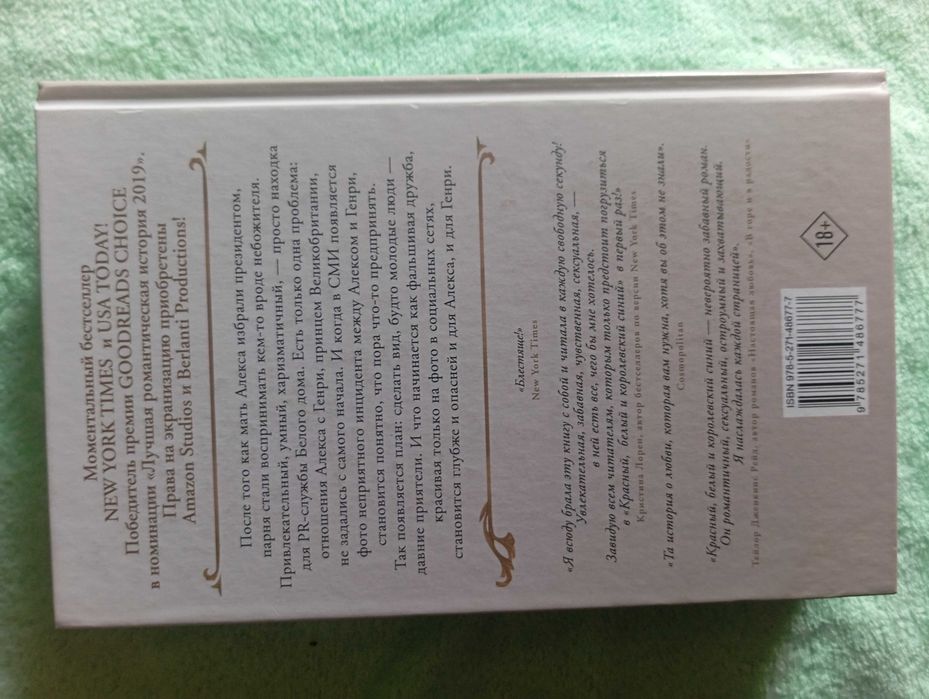 Моментальный бестселлер
NEW YORK TIMES и USA TODAY!
Победитель премии GOODREADS CHOICE
в номинации «Лучшая романтическая история 2019».
Права на экранизацию приобретены
Amazon Studios и Berlanti Productions!
После того как мать Алекса избрали президентом,
парня стали воспринимать кем-то вроде небожителя.
Привлекательный, умный, харизматичный, — просто находка
для PR-службы Белого дома. Есть только одна проблема:
отношения Алекса с Генри, принцем Великобритании,
не задались с самого начала. И когда в СМИ появляется
фото неприятного инцидента между Алексом и Генри,
становится понятно, что пора что-то предпринять.
Так появляется план: сделать вид, будто молодые люди —
давние приятели. И что начинается как фальшивая дружба,
красивая только на фото в социальных сетях,
становится глубже и опасней и для Алекса, и для Генри.
«Блестяще!»
New York Times
«Я всюду брала эту книгу с собой и читала в каждую свободную секунду!
Увлекательная, забавная, чувственная, сексуальная, —
в ней есть все, чего бы мне хотелось.
Завидую всем читателям, которым только предстоит погрузиться
в «Красный, белый и королевский синий» в первый раз!»
Кристина Лорен, автор бестселлеров по версии New York Times
«Та история о любви, которая вам нужна, хотя вы об этом не знали».
Cosmopolitan
«Красный, белый и королевский синий — невероятно забавный роман.
Он романтичный, сексуальный, остроумный и захватывающий.
Я наслаждалась каждой страницей».
Тейлор Дженкинс Рейд, автор романов «Настоящая любовь», «В горе и в радости»
ISBN 978-5-271-48677-7
9 785271 486777
18+